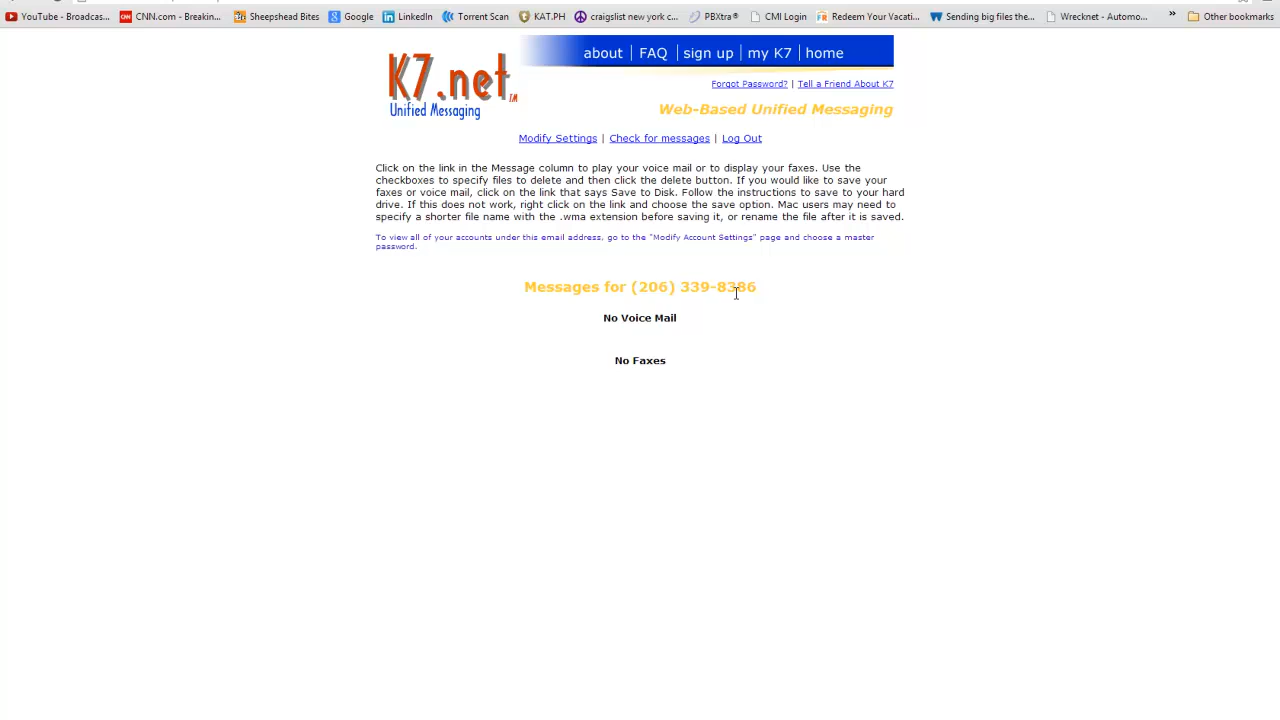 YouTube - Broadcas... CNN.com - Breakin... Sheepshead Bites Google LinkedIn Torrent Scan KAT.PH craigslist new york c... PBXtra® CMI Login Redeem Your Vacati... Sending big files the... Wrecknet - Automo... » Other bookmarks
about | FAQ | sign up | my K7 | home
K7.net TM
Unified Messaging
Forgot Password? | Tell a Friend About K7
Web-Based Unified Messaging
Modify Settings | Check for messages | Log Out
Click on the link in the Message column to play your voice mail or to display your faxes. Use the
checkboxes to specify files to delete and then click the delete button. If you would like to save your
faxes or voice mail, click on the link that says Save to Disk. Follow the instructions to save to your hard
drive. If this does not work, right click on the link and choose the save option. Mac users may need to
specify a shorter file name with the .wma extension before saving it, or rename the file after it is saved.
To view all of your accounts under this email address, go to the "Modify Account Settings" page and choose a master
password.
Messages for (206) 339-8386
No Voice Mail
No Faxes